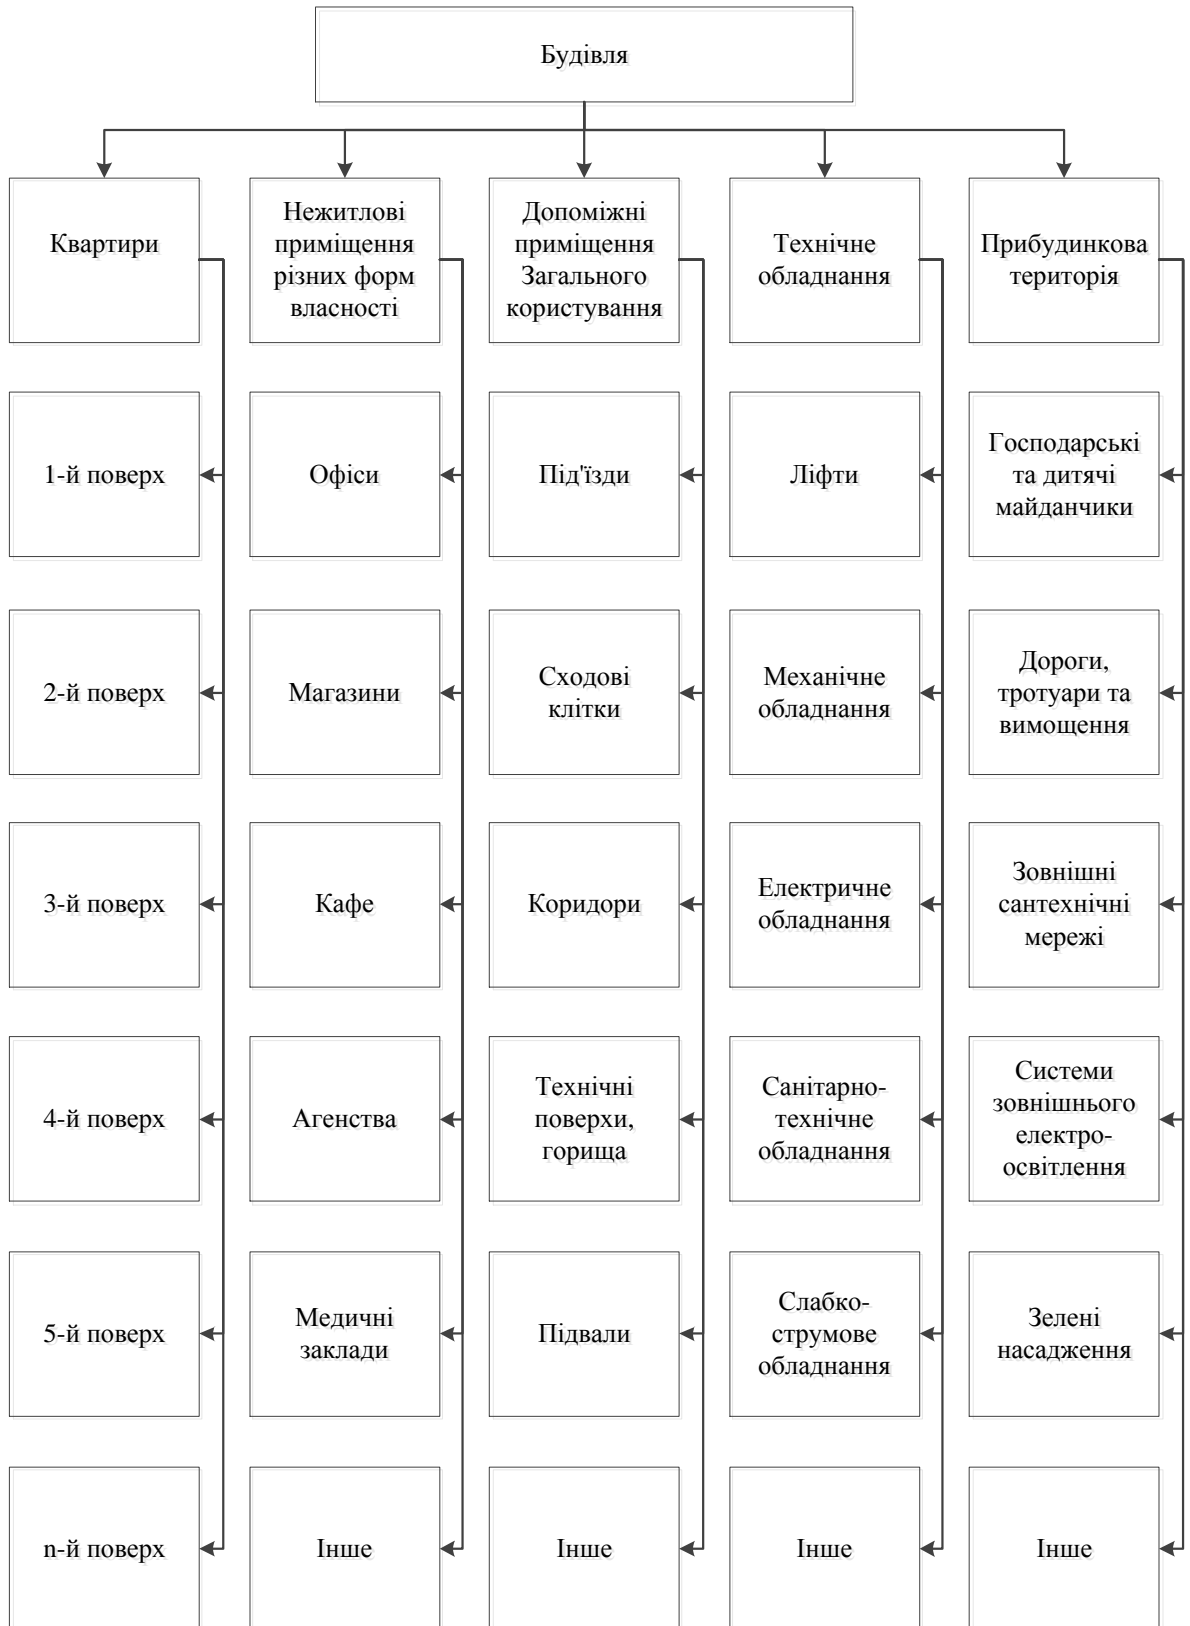 Будівля
Квартири
Нежитлові
приміщення
різних форм
власності
Допоміжні
приміщення
Загального
користування
Технічне
обладнання
Прибудинкова
територія
1-й поверх
Офіси
Під'їзди
Ліфти
Господарські
та дитячі
майданчики
2-й поверх
Магазини
Сходові
клітки
Механічне
обладнання
Дороги,
тротуари та
вимощення
3-й поверх
Кафе
Коридори
Електричне
обладнання
Зовнішні
сантехнічні
мережі
4-й поверх
Агенства
Технічні
поверхи,
горища
Санітарно-
технічне
обладнання
Системи
зовнішнього
електро-
освітлення
5-й поверх
Медичні
заклади
Підвали
Слабко-
струмове
обладнання
Зелені
насадження
n-й поверх
Інше
Інше
Інше
Інше